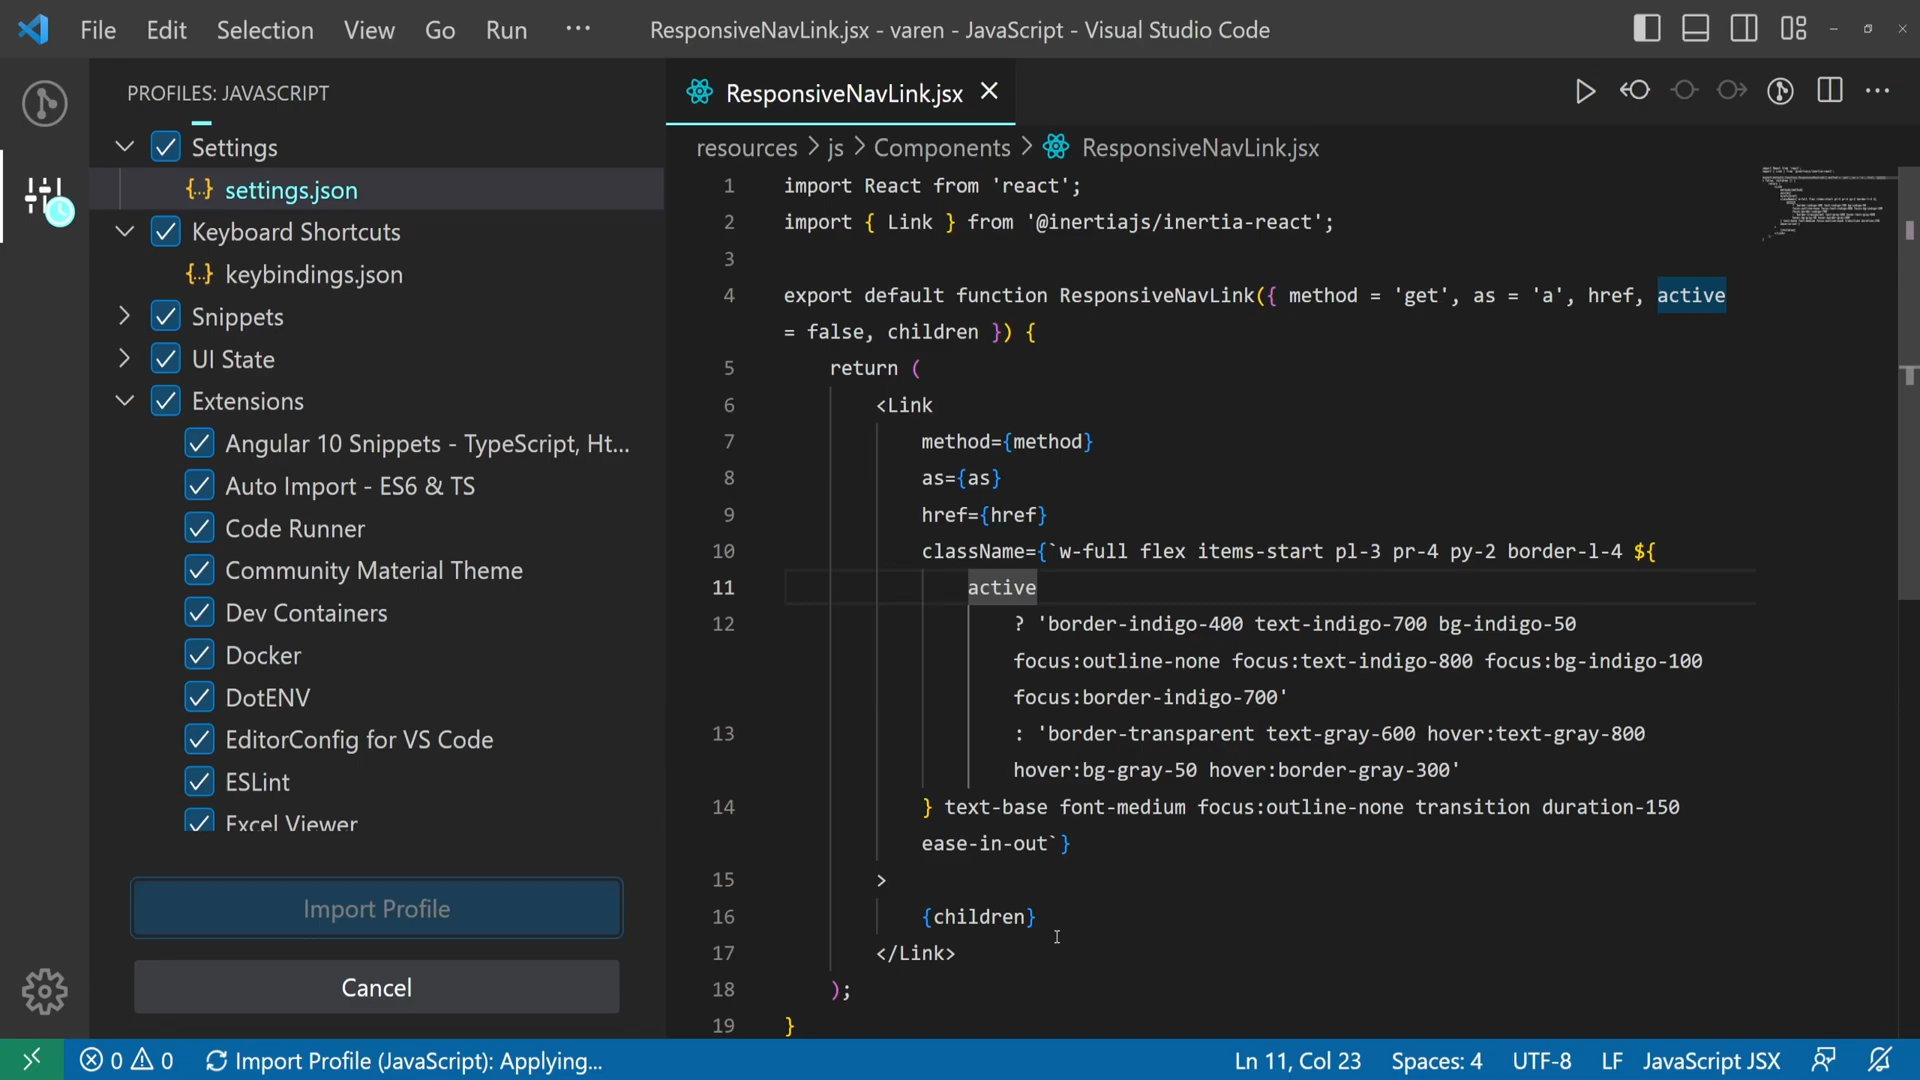 File Edit Selection View Go Run ··· ResponsiveNavLink.jsx - varen - JavaScript - Visual Studio Code
PROFILES: JAVASCRIPT
Settings
{..} settings.json
Keyboard Shortcuts
{..} keybindings.json
Snippets
UI State
Extensions
Angular 10 Snippets - TypeScript, Ht...
Auto Import - ES6 & TS
Code Runner
Community Material Theme
Dev Containers
Docker
DotENV
EditorConfig for VS Code
ESLint
Excel Viewer
Import Profile
Cancel
ResponsiveNavLink.jsx
resources > js > Components > ResponsiveNavLink.jsx
1 import React from 'react';
2 import { Link } from '@inertiajs/inertia-react';
3
4 export default function ResponsiveNavLink({ method = 'get', as = 'a', href, active
= false, children }) {
5 return (
6 <Link
7 method={method}
8 as={as}
9 href={href}
10 className={`w-full flex items-start pl-3 pr-4 py-2 border-l-4 ${
11 active
12 ? 'border-indigo-400 text-indigo-700 bg-indigo-50
focus:outline-none focus:text-indigo-800 focus:bg-indigo-100
focus:border-indigo-700'
13 : 'border-transparent text-gray-600 hover:text-gray-800
hover:bg-gray-50 hover:border-gray-300'
14 } text-base font-medium focus:outline-none transition duration-150
ease-in-out`}
15 >
16 {children}
17 </Link>
18 );
19 }
0 0 Import Profile (JavaScript): Applying... Ln 11, Col 23 Spaces: 4 UTF-8 LF JavaScript JSX